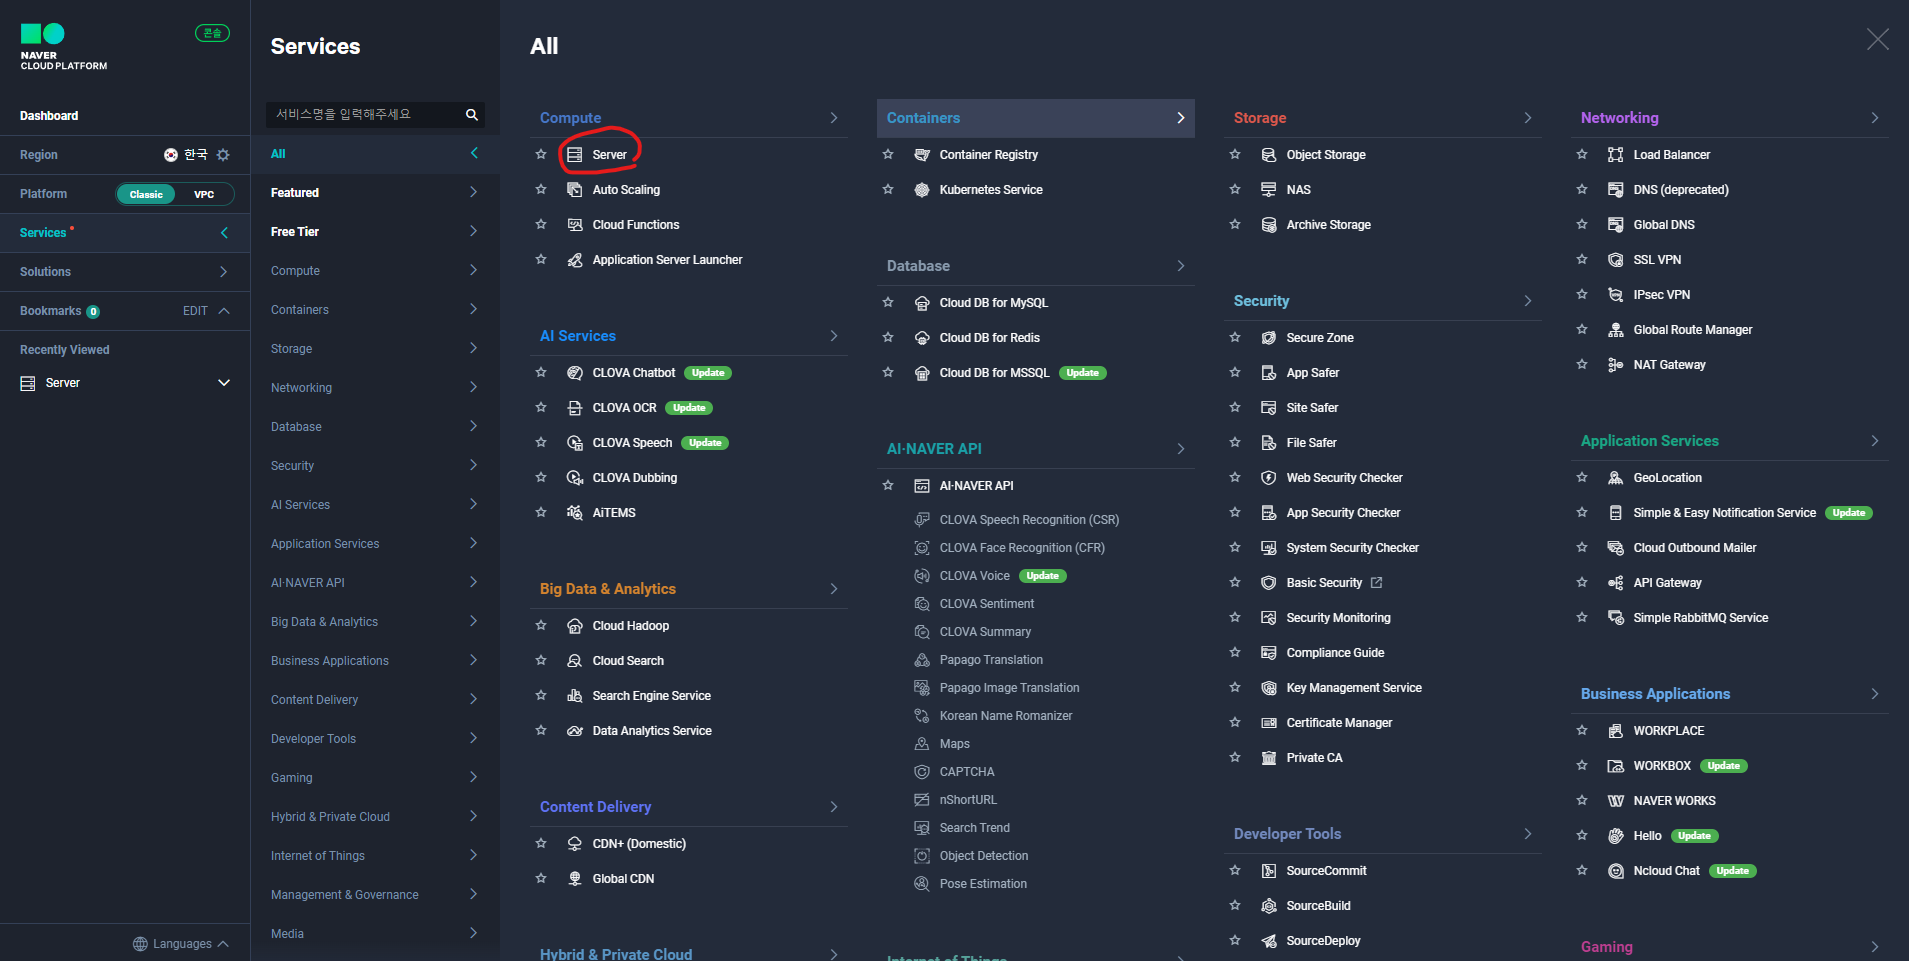 NAVER
CLOUD PLATFORM
콘솔
Dashboard
Region 한국
Platform Classic VPC
Services
Solutions
Bookmarks 0 EDIT
Recently Viewed
Server
Languages
Services
서비스명을 입력해주세요
All
Featured
Free Tier
Compute
Containers
Storage
Networking
Database
Security
AI Services
Application Services
AI·NAVER API
Big Data & Analytics
Business Applications
Content Delivery
Developer Tools
Gaming
Hybrid & Private Cloud
Internet of Things
Management & Governance
Media
All
Compute
Server
Auto Scaling
Cloud Functions
Application Server Launcher
AI Services
CLOVA Chatbot Update
CLOVA OCR Update
CLOVA Speech Update
CLOVA Dubbing
AiTEMS
Big Data & Analytics
Cloud Hadoop
Cloud Search
Search Engine Service
Data Analytics Service
Content Delivery
CDN+ (Domestic)
Global CDN
Hybrid & Private Cloud
Containers
Container Registry
Kubernetes Service
Database
Cloud DB for MySQL
Cloud DB for Redis
Cloud DB for MSSQL Update
AI·NAVER API
AI·NAVER API
CLOVA Speech Recognition (CSR)
CLOVA Face Recognition (CFR)
CLOVA Voice Update
CLOVA Sentiment
CLOVA Summary
Papago Translation
Papago Image Translation
Korean Name Romanizer
Maps
CAPTCHA
nShortURL
Search Trend
Object Detection
Pose Estimation
Internet of Things
Storage
Object Storage
NAS
Archive Storage
Security
Secure Zone
App Safer
Site Safer
File Safer
Web Security Checker
App Security Checker
System Security Checker
Basic Security
Security Monitoring
Compliance Guide
Key Management Service
Certificate Manager
Private CA
Developer Tools
SourceCommit
SourceBuild
SourceDeploy
Networking
Load Balancer
DNS (deprecated)
Global DNS
SSL VPN
IPsec VPN
Global Route Manager
NAT Gateway
Application Services
GeoLocation
Simple & Easy Notification Service Update
Cloud Outbound Mailer
API Gateway
Simple RabbitMQ Service
Business Applications
WORKPLACE
WORKBOX Update
NAVER WORKS
Hello Update
Ncloud Chat Update
Gaming